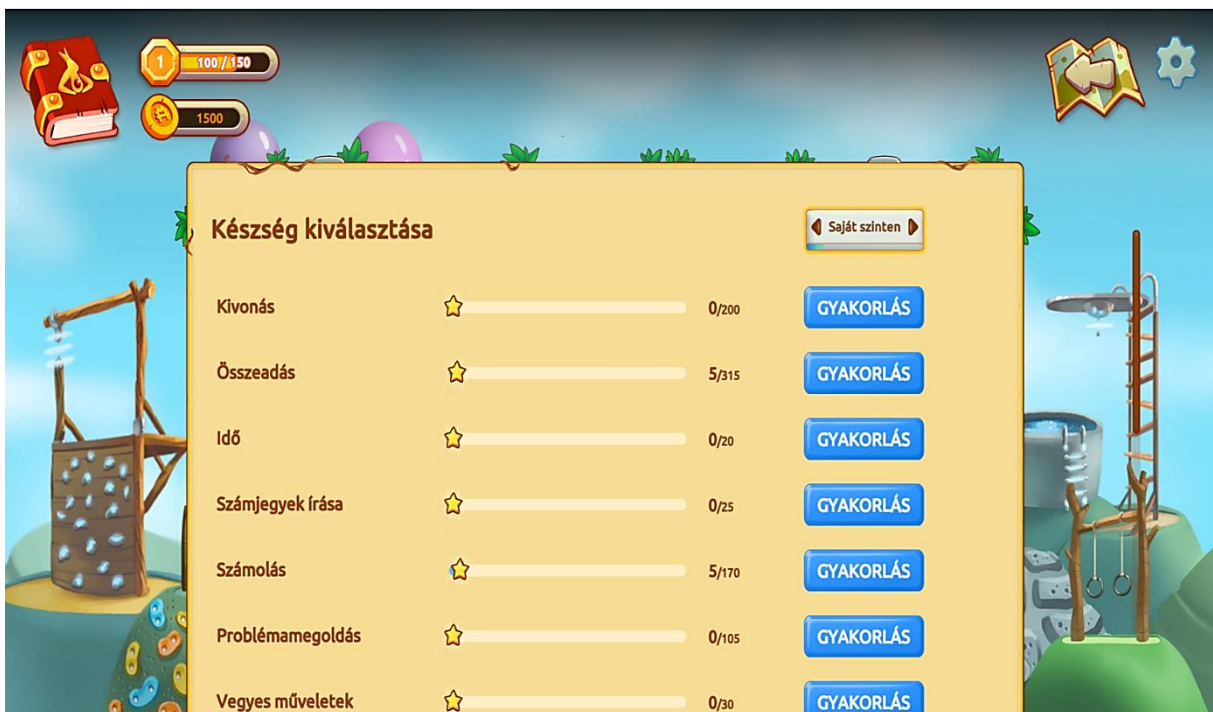 1 100 / 150
1500
Készség kiválasztása
Saját szinten
Kivonás 0/200 GYAKORLÁS
Összeadás 5/315 GYAKORLÁS
Idő 0/20 GYAKORLÁS
Számjegyek írása 0/25 GYAKORLÁS
Számolás 5/170 GYAKORLÁS
Problémamegoldás 0/105 GYAKORLÁS
Vegyes műveletek 0/30 GYAKORLÁS